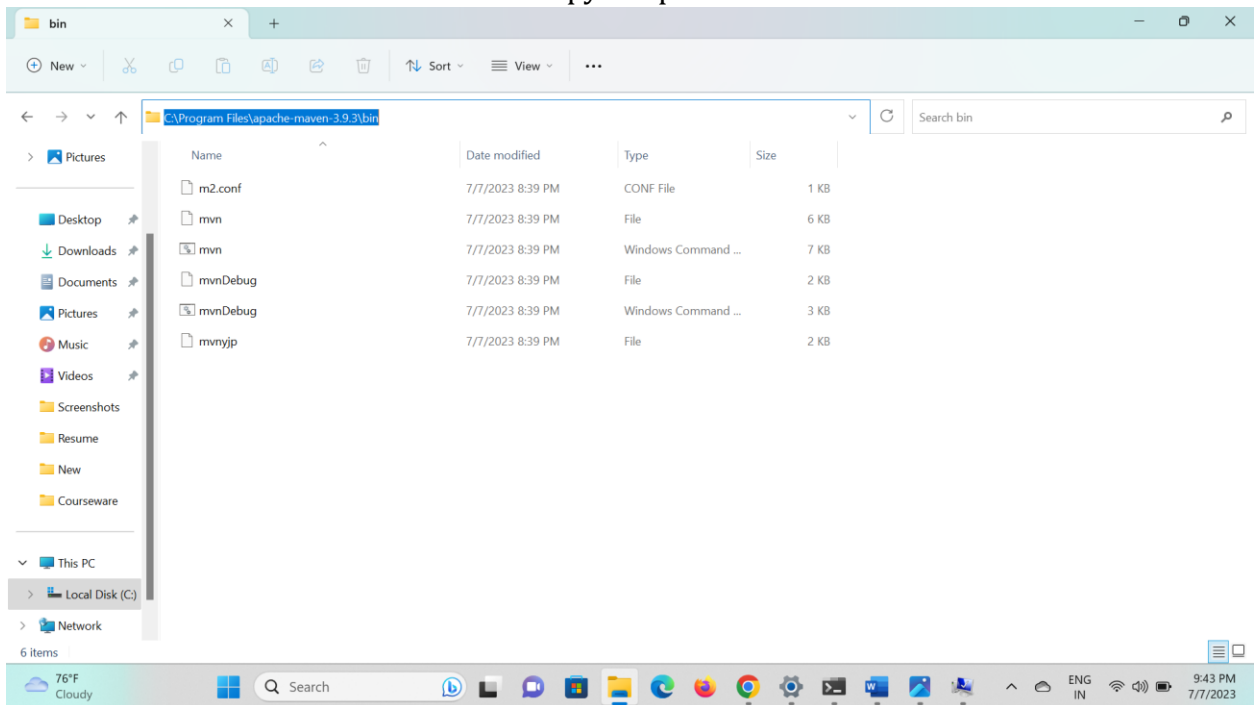 bin
New
Sort
View
C:\Program Files\apache-maven-3.9.3\bin
Search bin
Pictures
Name Date modified Type Size
m2.conf 7/7/2023 8:39 PM CONF File 1 KB
Desktop
mvn 7/7/2023 8:39 PM File 6 KB
Downloads
mvn 7/7/2023 8:39 PM Windows Command ... 7 KB
Documents
mvnDebug 7/7/2023 8:39 PM File 2 KB
Pictures
mvnDebug 7/7/2023 8:39 PM Windows Command ... 3 KB
Music
mvnyjp 7/7/2023 8:39 PM File 2 KB
Videos
Screenshots
Resume
New
Courseware
This PC
Local Disk (C:)
Network
6 items
76°F
Cloudy
Search
ENG
IN
9:43 PM
7/7/2023